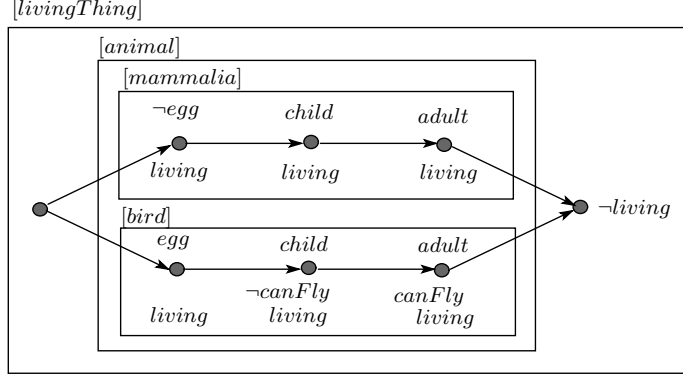 [livingThing]
[animal]
[mammalia]
¬egg child adult
living living living
¬living
[bird]
egg child adult
¬canFly canFly
living living living